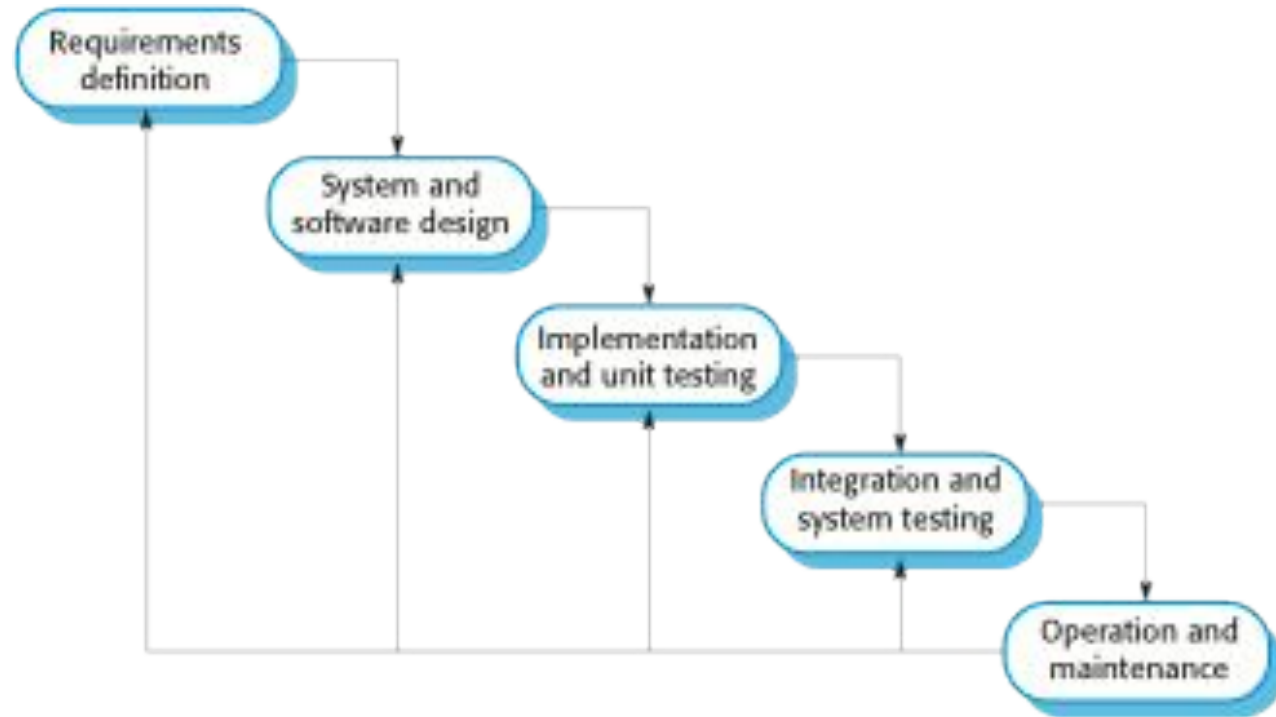 Requirements
definition
System and
software design
Implementation
and unit testing
Integration and
system testing
Operation and
maintenance